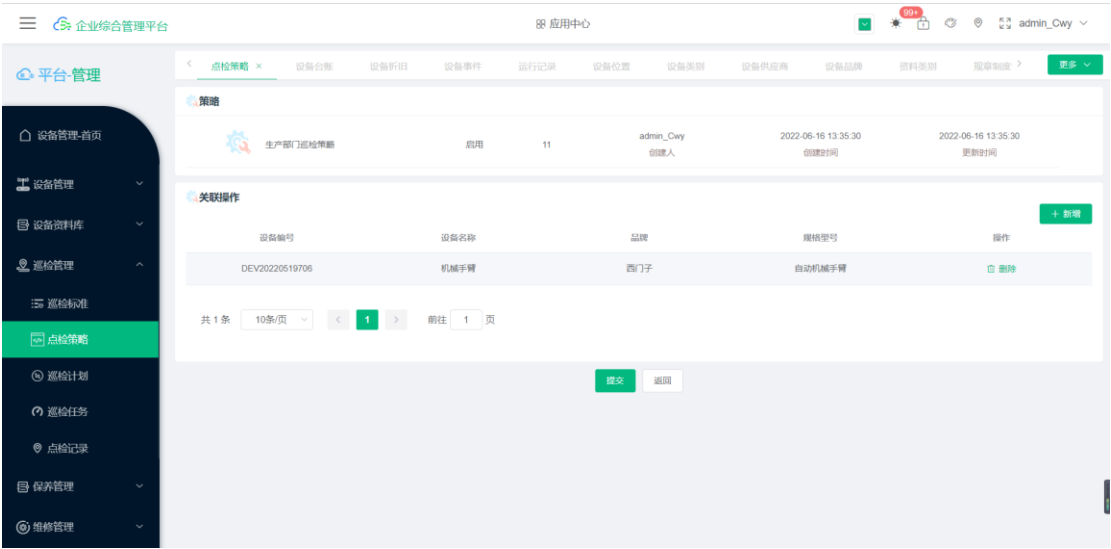 企业综合管理平台
应用中心
99+
admin_Cwy
平台-管理
点检策略 × 设备台账 设备折旧 设备事件 运行记录 设备位置 设备类别 设备供应商 设备品牌 资料类别 规章制度 更多
设备管理-首页
设备管理
设备资料库
巡检管理
巡检标准
点检策略
巡检计划
巡检任务
点检记录
保养管理
维修管理
策略
生产部门巡检策略 启用 11 admin_Cwy 2022-06-16 13:35:30 2022-06-16 13:35:30
创建人 创建时间 更新时间
关联操作
+ 新增
设备编号 设备名称 品牌 规格型号 操作
DEV20220519706 机械手臂 西门子 自动机械手臂 删除
共 1 条 10条/页 < 1 > 前往 1 页
提交 返回